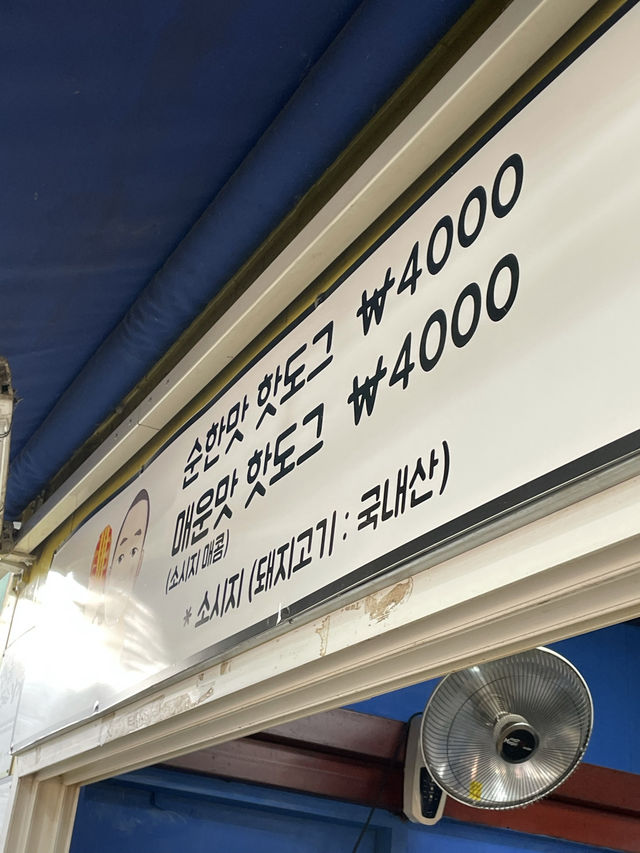 순한맛 핫도그 ₩4000
매운맛 핫도그 ₩4000
(소시지 매콤)
* 소시지 (돼지고기 : 국내산)